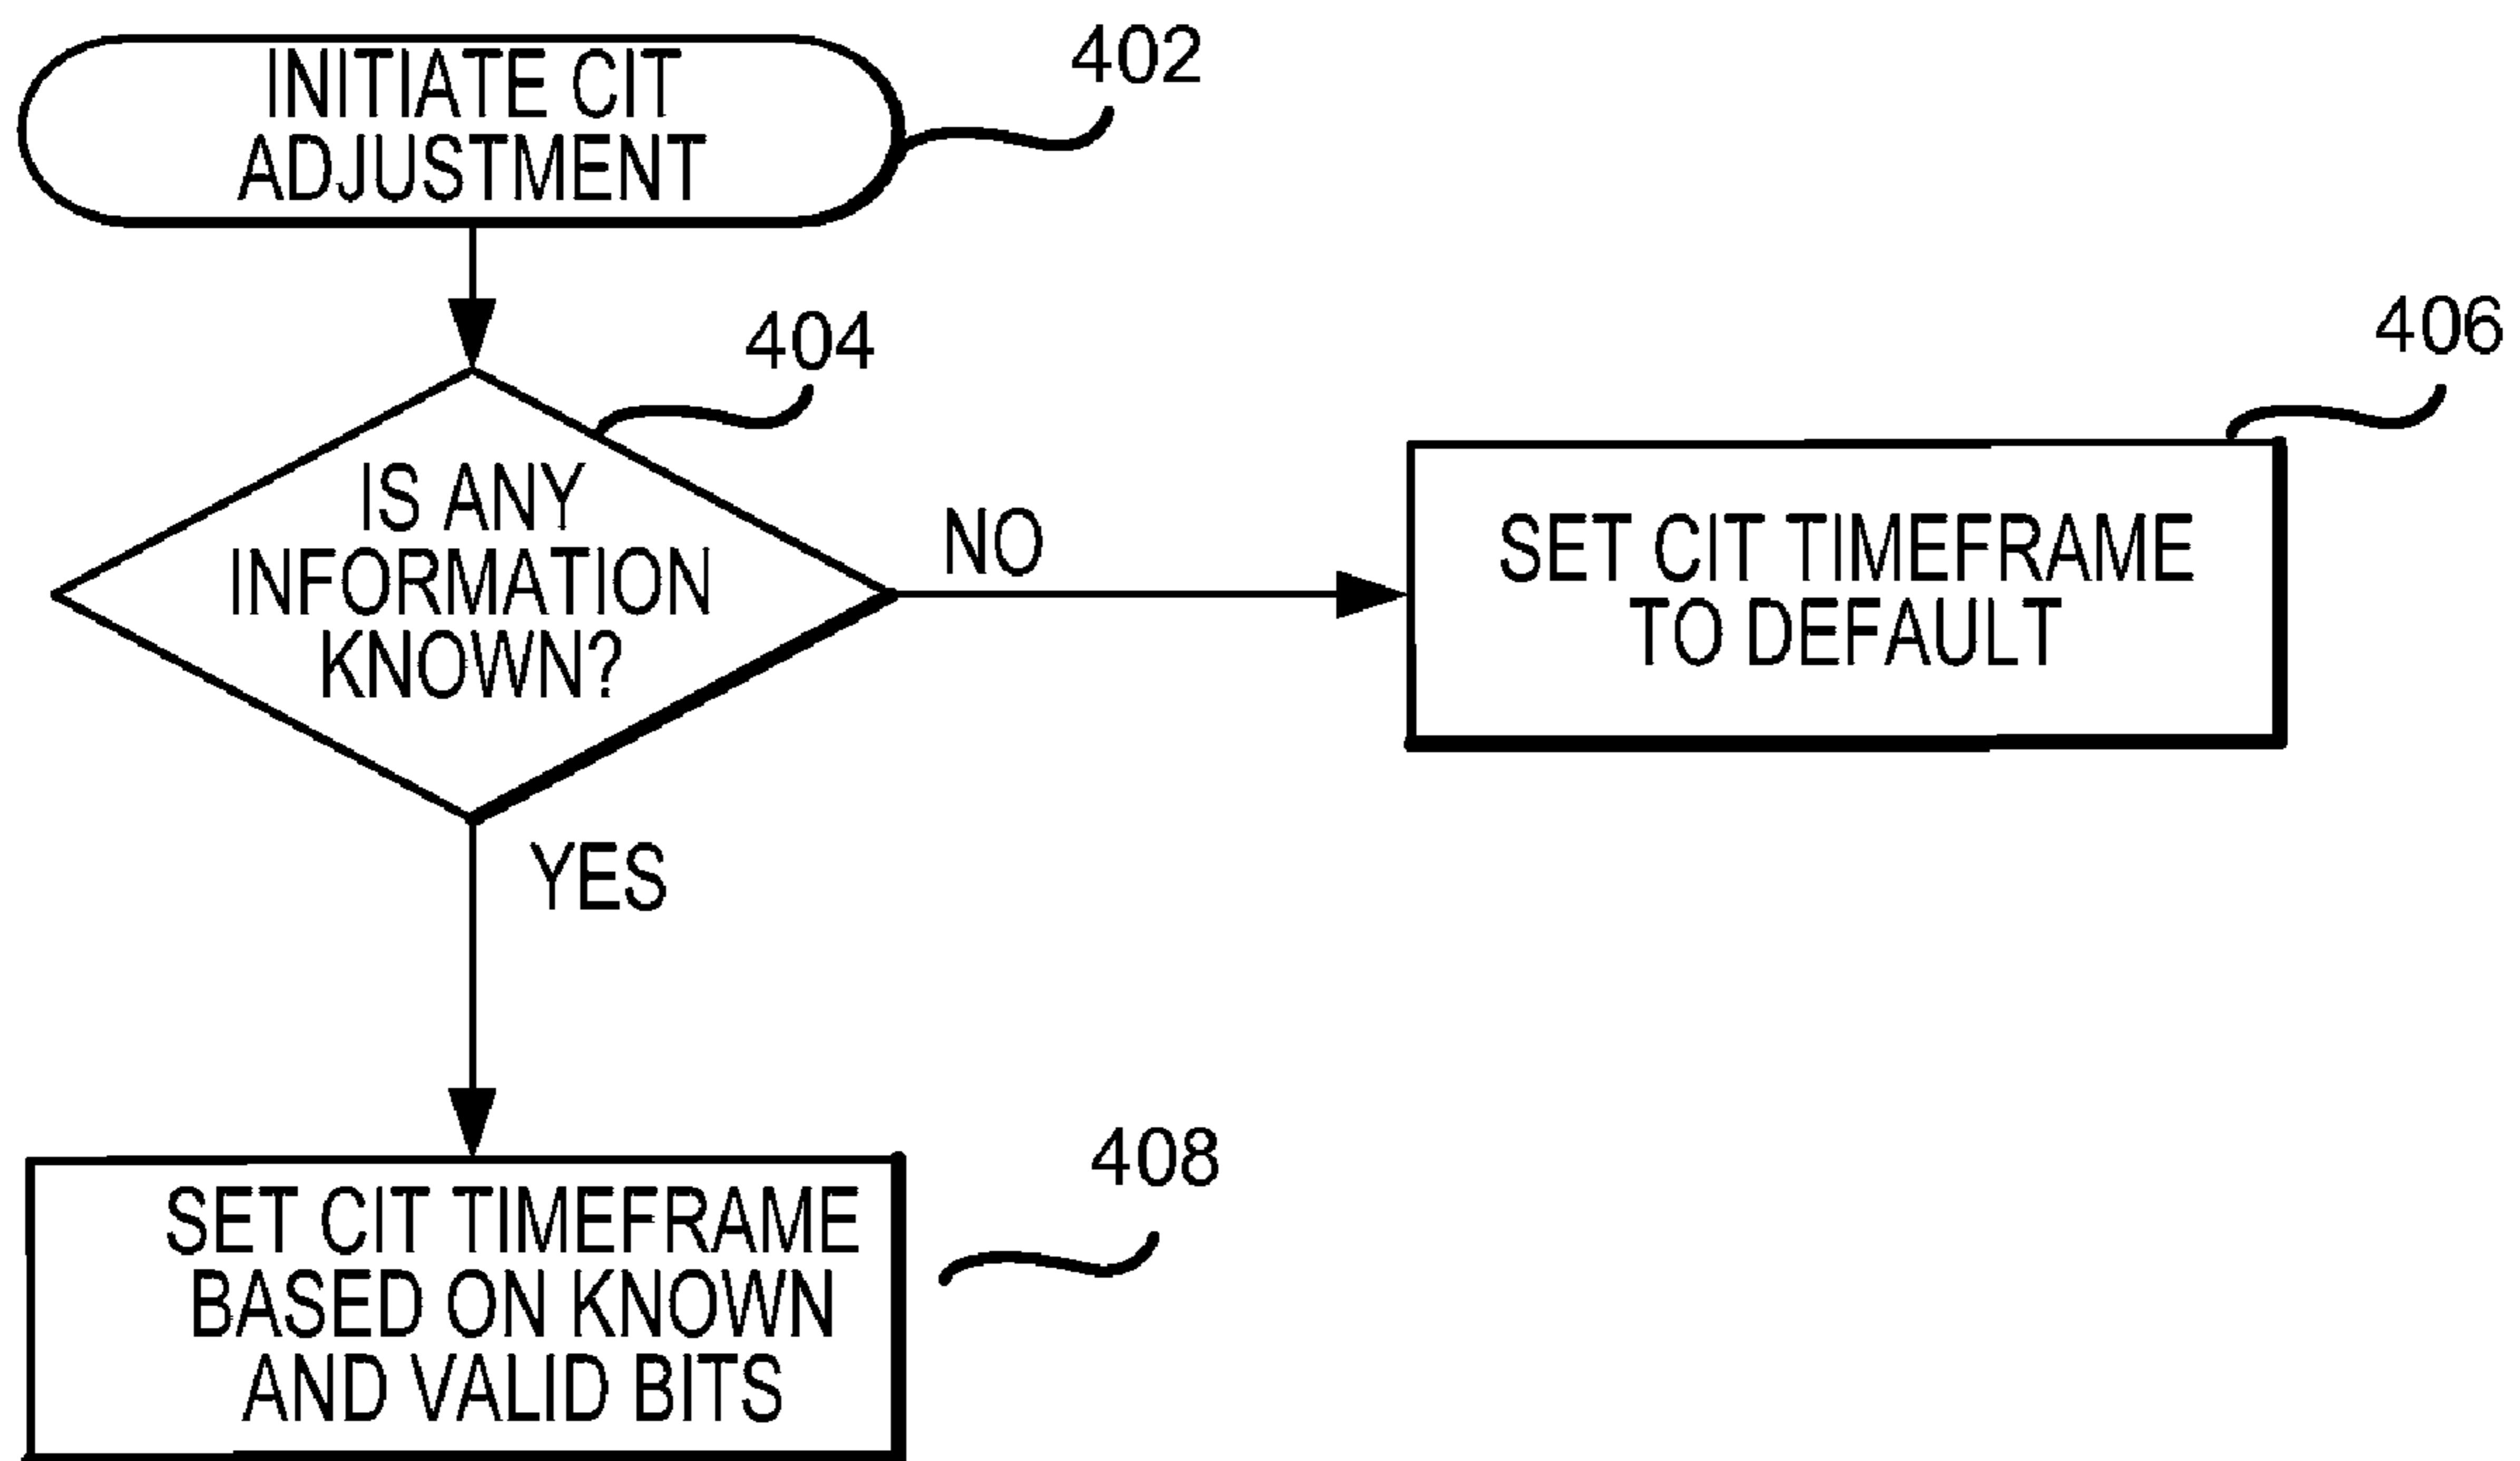 INITIATE CIT
ADJUSTMENT
402
404
IS ANY
INFORMATION
KNOWN?
NO
406
SET CIT TIMEFRAME
TO DEFAULT
YES
408
SET CIT TIMEFRAME
BASED ON KNOWN
AND VALID BITS